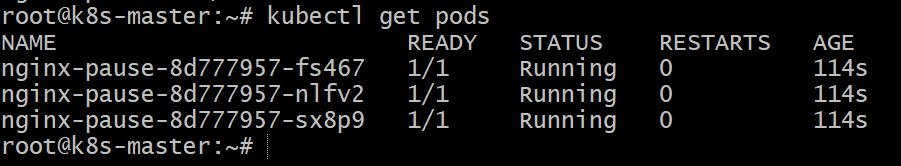 root@k8s-master:~# kubectl get pods
NAME READY STATUS RESTARTS AGE
nginx-pause-8d777957-fs467 1/1 Running 0 114s
nginx-pause-8d777957-nlfv2 1/1 Running 0 114s
nginx-pause-8d777957-sx8p9 1/1 Running 0 114s
root@k8s-master:~#